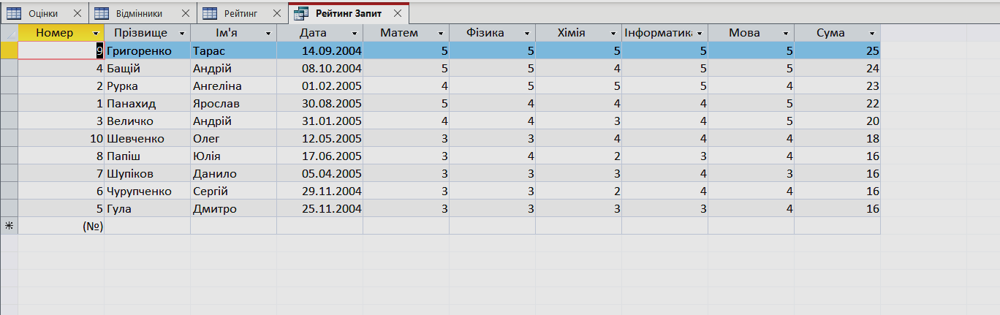 Оцінки Відмінники Рейтинг Рейтинг Запит
Номер Прізвище Ім'я Дата Матем Фізика Хімія Інформатика Мова Сума
9 Григоренко Тарас 14.09.2004 5 5 5 5 5 25
4 Бащій Андрій 08.10.2004 5 5 4 5 5 24
2 Рурка Ангеліна 01.02.2005 4 5 5 5 4 23
1 Панахид Ярослав 30.08.2005 5 4 4 4 5 22
3 Величко Андрій 31.01.2005 4 4 3 4 5 20
10 Шевченко Олег 12.05.2005 3 3 4 4 4 18
8 Папіш Юлія 17.06.2005 3 4 2 3 4 16
7 Шупіков Данило 05.04.2005 3 3 3 4 3 16
6 Чурупченко Сергій 29.11.2004 3 3 2 4 4 16
5 Гула Дмитро 25.11.2004 3 3 3 3 4 16
(№)